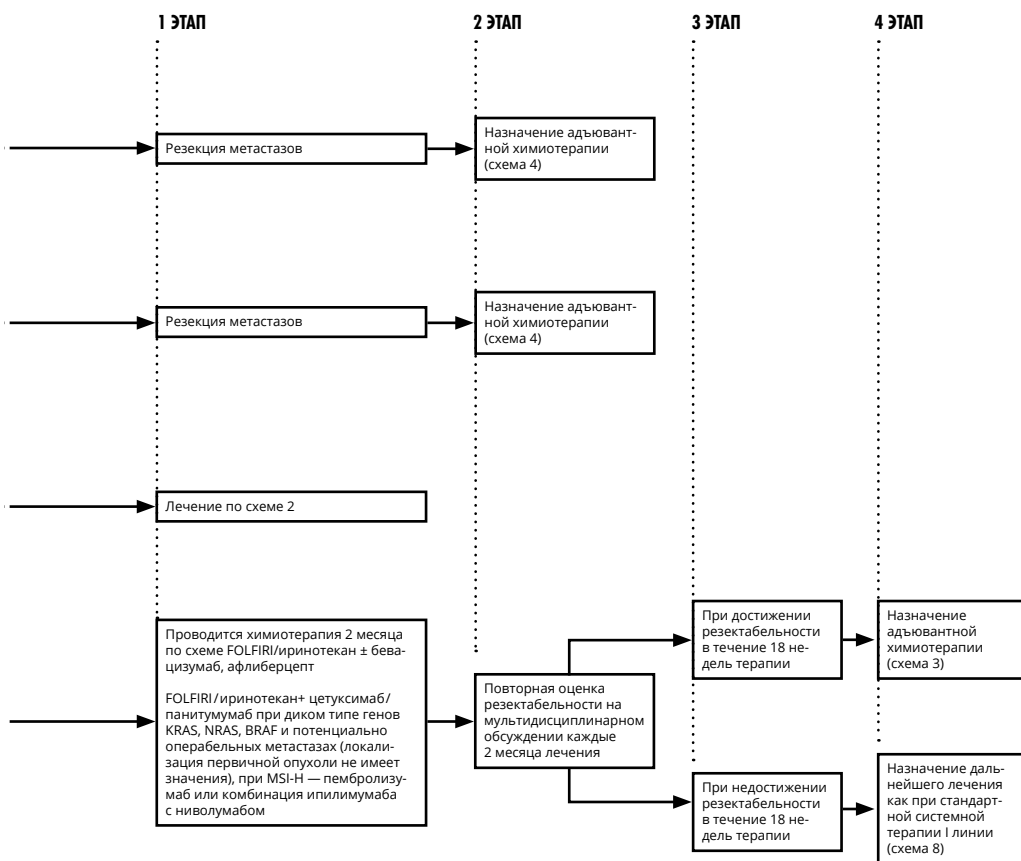 1 ЭТАП
2 ЭТАП
3 ЭТАП
4 ЭТАП
Резекция метастазов
Назначение адъювант-
ной химиотерапии
(схема 4)
Резекция метастазов
Назначение адъювант-
ной химиотерапии
(схема 4)
Лечение по схеме 2
Проводится химиотерапия 2 месяца
по схеме FOLFIRI/иринотекан ± бева-
цизумаб, афлиберцепт
FOLFIRI/иринотекан+ цетуксимаб/
панитумумаб при диком типе генов
KRAS, NRAS, BRAF и потенциально
операбельных метастазах (локали-
зация первичной опухоли не имеет
значения), при MSI-H — пембролизу-
маб или комбинация ипилимумаба
с ниволумабом
Повторная оценка
резектабельности на
мультидисциплинарном
обсуждении каждые
2 месяца лечения
При достижении
резектабельности
в течение 18 не-
дель терапии
Назначение
адъювантной
химиотерапии
(схема 3)
При недостижении
резектабельности
в течение 18 не-
дель терапии
Назначение даль-
нейшего лечения
как при стандарт-
ной системной
терапии I линии
(схема 8)